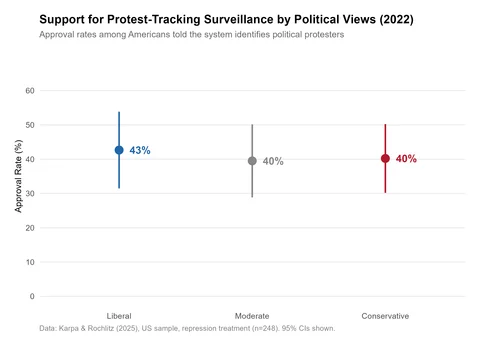 Support for Protest-Tracking Surveillance by Political Views (2022)
Approval rates among Americans told the system identifies political protesters
Approval Rate (%)
60
50
40
30
20
10
0
43%
40%
40%
Liberal
Moderate
Conservative
Data: Karpa & Rochlitz (2025), US sample, repression treatment (n=248). 95% CIs shown.